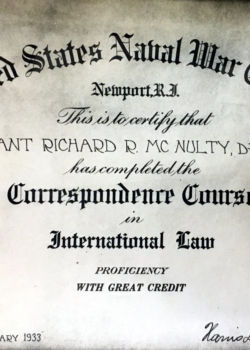 ed States Naval War C
Newport, R.I.
This is to certify that
ANT RICHARD R. MC NULTY, D-
has completed the
Correspondence Course
in
International Law
PROFICIENCY
WITH GREAT CREDIT
ARY 1933